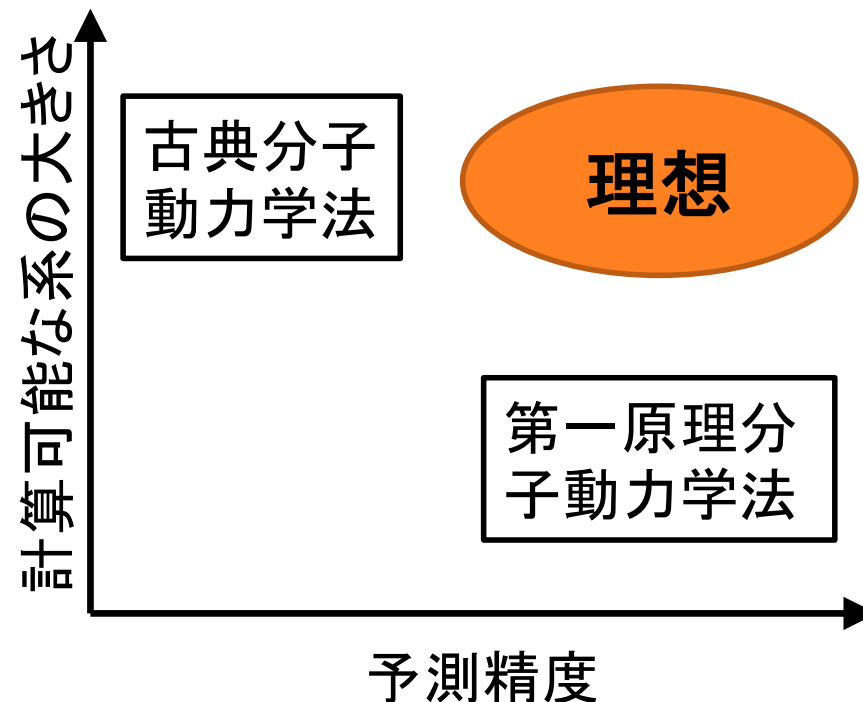 計算可能な系の大きさ
古典分子
動力学法
理想
第一原理分
子動力学法
予測精度